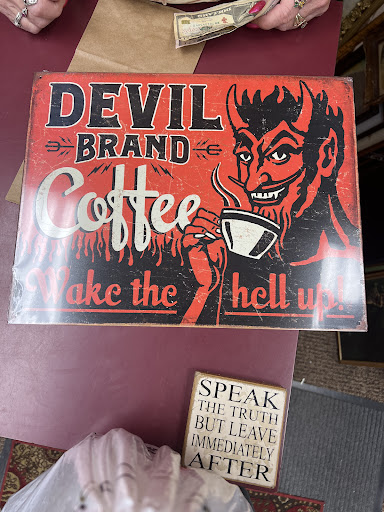 DEVIL
BRAND
Coffee
Wake the hell up!
SPEAK
THE TRUTH
BUT LEAVE
IMMEDIATELY
AFTER